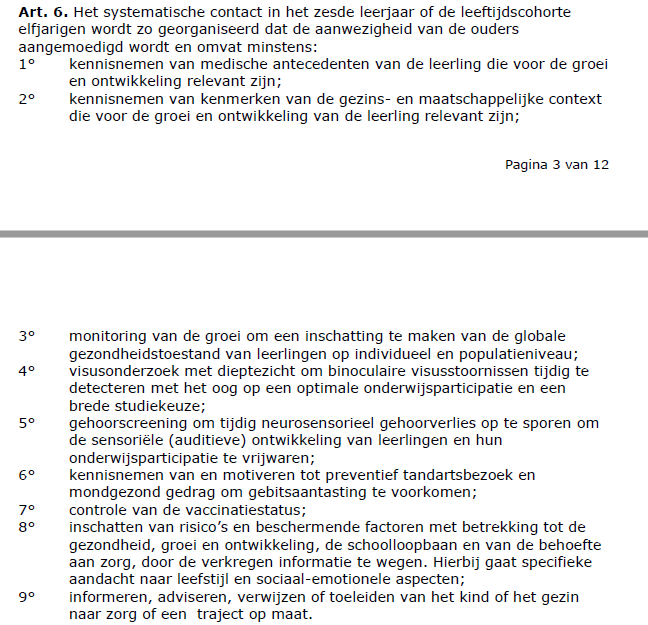 Art. 6. Het systematische contact in het zesde leerjaar of de leeftijdscohorte
elfjarigen wordt zo georganiseerd dat de aanwezigheid van de ouders
aangemoedigd wordt en omvat minstens:
1° kennisnemen van medische antecedenten van de leerling die voor de groei
en ontwikkeling relevant zijn;
2° kennisnemen van kenmerken van de gezins- en maatschappelijke context
die voor de groei en ontwikkeling van de leerling relevant zijn;
Pagina 3 van 12
3° monitoring van de groei om een inschatting te maken van de globale
gezondheidstoestand van leerlingen op individueel en populatieniveau;
4° visusonderzoek met dieptezicht om binoculaire visusstoornissen tijdig te
detecteren met het oog op een optimale onderwijsparticipatie en een
brede studiekeuze;
5° gehoorscreening om tijdig neurosensorieel gehoorverlies op te sporen om
de sensoriële (auditieve) ontwikkeling van leerlingen en hun
onderwijsparticipatie te vrijwaren;
6° kennisnemen van en motiveren tot preventief tandartsbezoek en
mondgezond gedrag om gebitsaantasting te voorkomen;
7° controle van de vaccinatiestatus;
8° inschatten van risico's en beschermende factoren met betrekking tot de
gezondheid, groei en ontwikkeling, de schoolloopbaan en van de behoefte
aan zorg, door de verkregen informatie te wegen. Hierbij gaat specifieke
aandacht naar leefstijl en sociaal-emotionele aspecten;
9° informeren, adviseren, verwijzen of toeleiden van het kind of het gezin
naar zorg of een traject op maat.